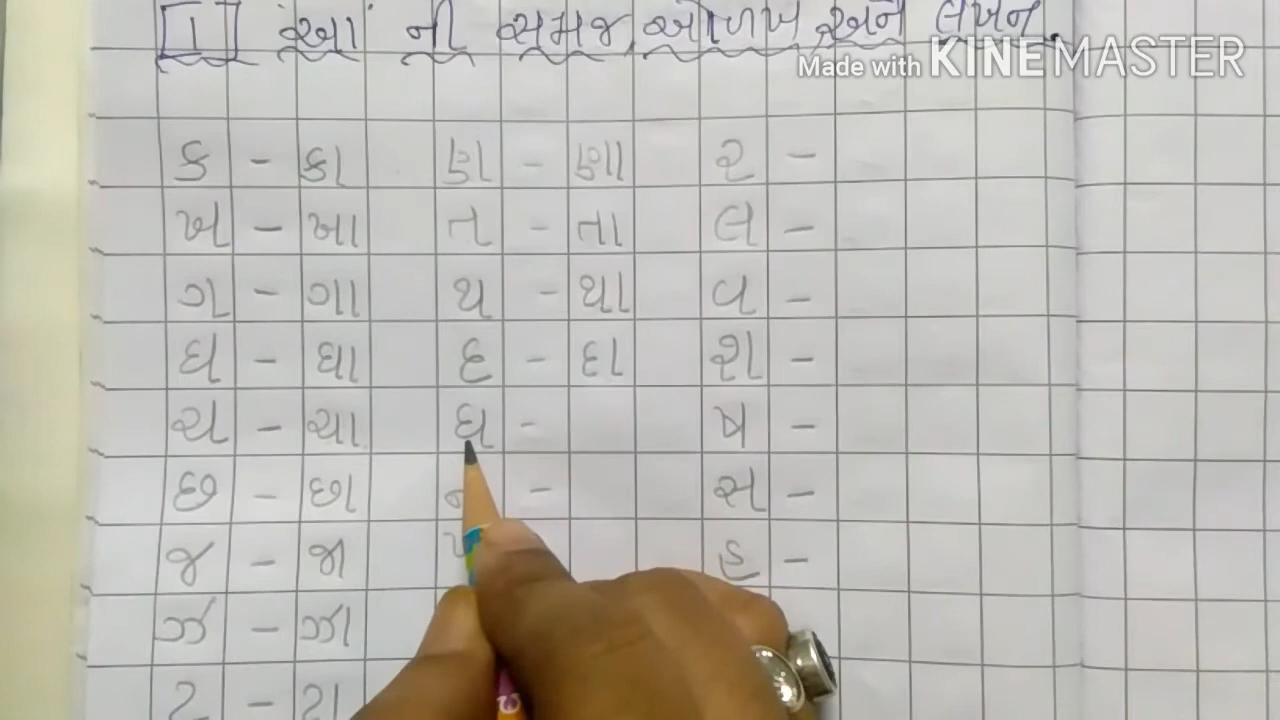 1 'આ' ની સમજ, ઓળખ, અને લેખન.
Made with KINEMASTER
ક - કા ણ - ણા ર -
ખ - ખા ત - તા લ -
ગ - ગા થ - થા વ -
ઘ - ઘા દ - દા શ -
ચ - ચા ધ - ષ -
છ - છા - સ -
જ - જા હ -
ઝ - ઝા
ટ - ટા